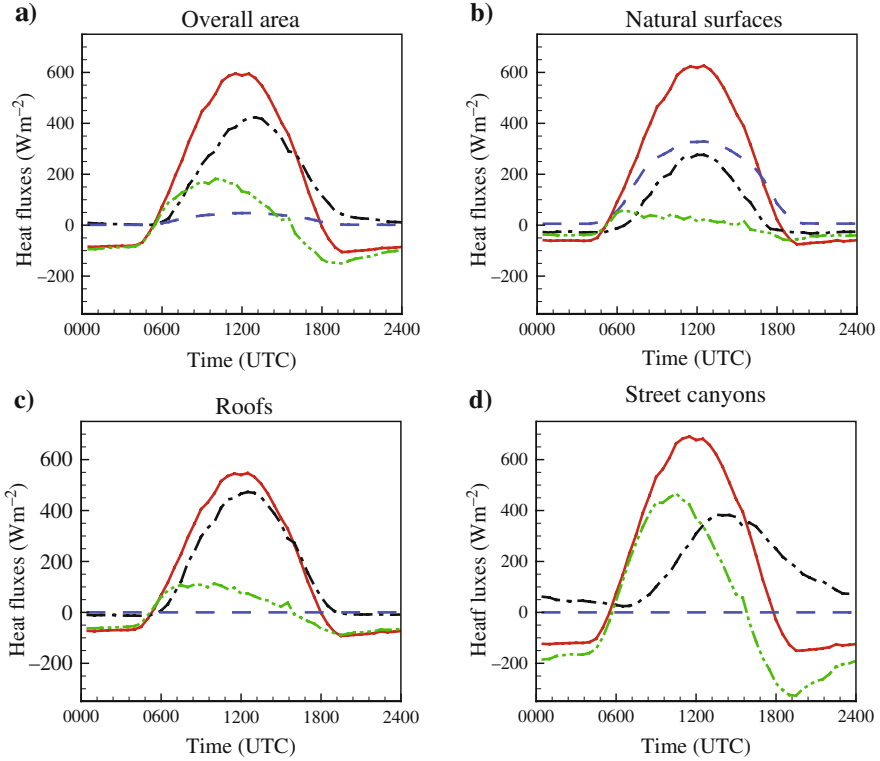 a) Overall area
Heat fluxes (Wm−2)
600
400
200
0
−200
0000 0600 1200 1800 2400
Time (UTC)
b) Natural surfaces
Heat fluxes (Wm−2)
600
400
200
0
−200
0000 0600 1200 1800 2400
Time (UTC)
c) Roofs
Heat fluxes (Wm−2)
600
400
200
0
−200
0000 0600 1200 1800 2400
Time (UTC)
d) Street canyons
Heatf luxes (Wm−2)
600
400
200
0
−200
0000 0600 1200 1800 2400
Time (UTC)